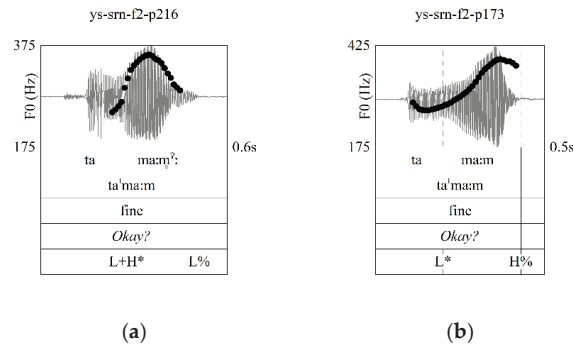 ys-srn-f2-p216
375
F0 (Hz)
175
0.6s
ta ma:m̰ˀ:
taˈma:m
fine
Okay?
L+H* L%
(a)
ys-srn-f2-p173
425
F0 (Hz)
175
0.5s
ta ma:m
taˈma:m
fine
Okay?
L* H%
(b)